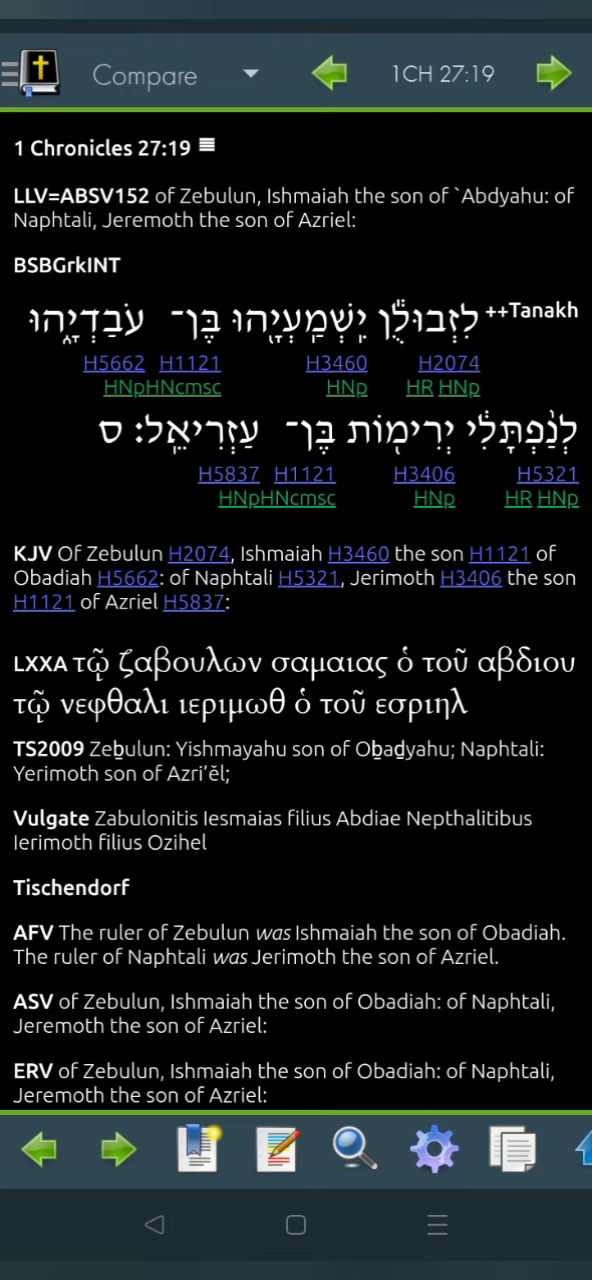 Compare
1CH 27:19
1 Chronicles 27:19
LLV=ABSV152 of Zebulun, Ishmaiah the son of `Abdyahu: of
Naphtali, Jeremoth the son of Azriel:
BSBGrkINT
++Tanakh לִזְבוּלֻ֕ן יִֽשְׁמַֽעְיָ֖הוּ בֶּן־ עֹבַדְיָ֑הוּ
H5662 H1121 H3460 H2074
HNpHNcmsc HNp HR HNp
לְנַ֨פְתָּלִ֔י יְרִימ֖וֹת בֶּן־ עַזְרִיאֵֽל׃ ס
H5837 H1121 H3406 H5321
HNpHNcmsc HNp HR HNp
KJV Of Zebulun H2074, Ishmaiah H3460 the son H1121 of
Obadiah H5662: of Naphtali H5321, Jerimoth H3406 the son
H1121 of Azriel H5837:
LXXA τῷ ζαβουλων σαμαιας ὁ τοῦ αβδιου
τῷ νεφθαλι ιεριμωθ ὁ τοῦ εσριηλ
TS2009 Zeḇulun: Yishmayahu son of Oḇaḏyahu; Naphtali:
Yerimoth son of Azri’ĕl;
Vulgate Zabulonitis Iesmaias filius Abdiae Nepthalitibus
Ierimoth filius Ozihel
Tischendorf
AFV The ruler of Zebulun was Ishmaiah the son of Obadiah.
The ruler of Naphtali was Jerimoth the son of Azriel.
ASV of Zebulun, Ishmaiah the son of Obadiah: of Naphtali,
Jeremoth the son of Azriel:
ERV of Zebulun, Ishmaiah the son of Obadiah: of Naphtali,
Jeremoth the son of Azriel: